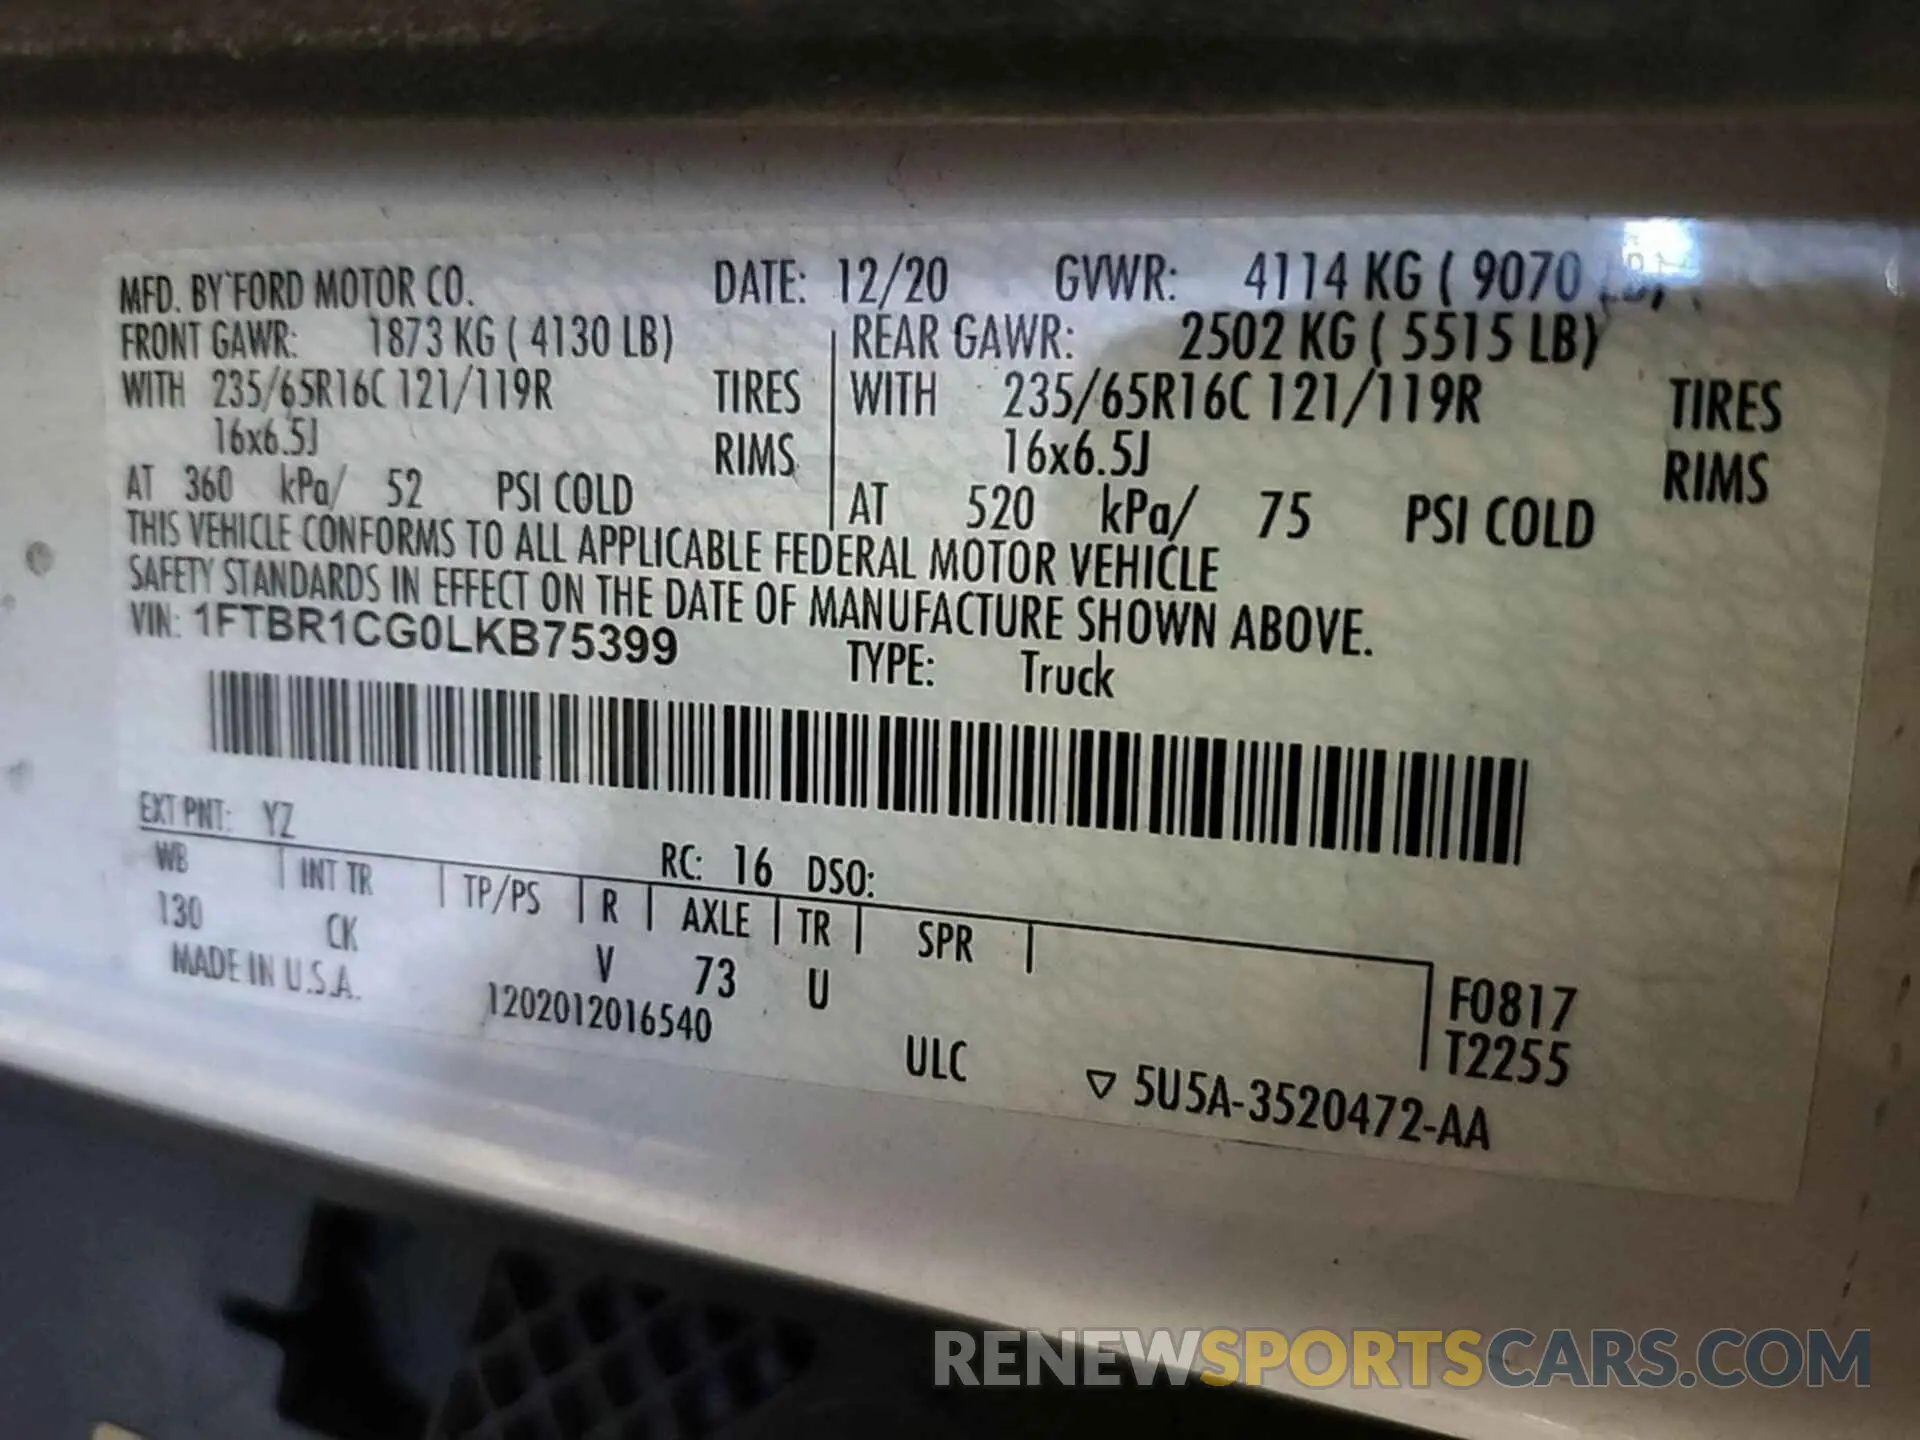 MFD. BY FORD MOTOR CO. DATE: 12/20 GVWR: 4114 KG ( 9070 LB)
FRONT GAWR: 1873 KG ( 4130 LB) REAR GAWR: 2502 KG ( 5515 LB)
WITH 235/65R16C 121/119R TIRES WITH 235/65R16C 121/119R TIRES
16x6.5J RIMS 16x6.5J RIMS
AT 360 kPa/ 52 PSI COLD AT 520 kPa/ 75 PSI COLD
THIS VEHICLE CONFORMS TO ALL APPLICABLE FEDERAL MOTOR VEHICLE
SAFETY STANDARDS IN EFFECT ON THE DATE OF MANUFACTURE SHOWN ABOVE.
VIN: 1FTBR1CG0LKB75399 TYPE: Truck
EXT PNT: YZ RC: 16 DSO:
WB INT TR TP/PS R AXLE TR SPR
130 CK V 73 U
F0817
T2255
MADE IN U.S.A. 1202012016540 ULC ▽ 5U5A-3520472-AA
RENEWSPORTSCARS.COM